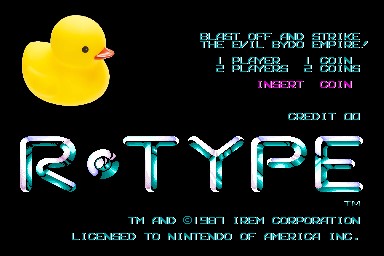 BLAST OFF AND STRIKE
THE EVIL BYDO EMPIRE!
1 PLAYER 1 COIN
2 PLAYERS 2 COINS
INSERT COIN
CREDIT 00
R@TYPE
TM
TM AND ©1987 IREM CORPORATION
LICENSED TO NINTENDO OF AMERICA INC.